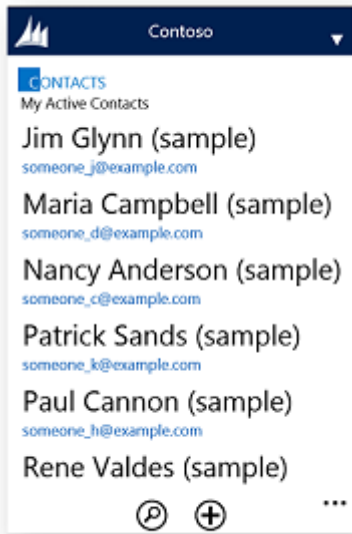 Contoso
CONTACTS
My Active Contacts
Jim Glynn (sample)
someone_j@example.com
Maria Campbell (sample)
someone_d@example.com
Nancy Anderson (sample)
someone_c@example.com
Patrick Sands (sample)
someone_k@example.com
Paul Cannon (sample)
someone_h@example.com
Rene Valdes (sample)